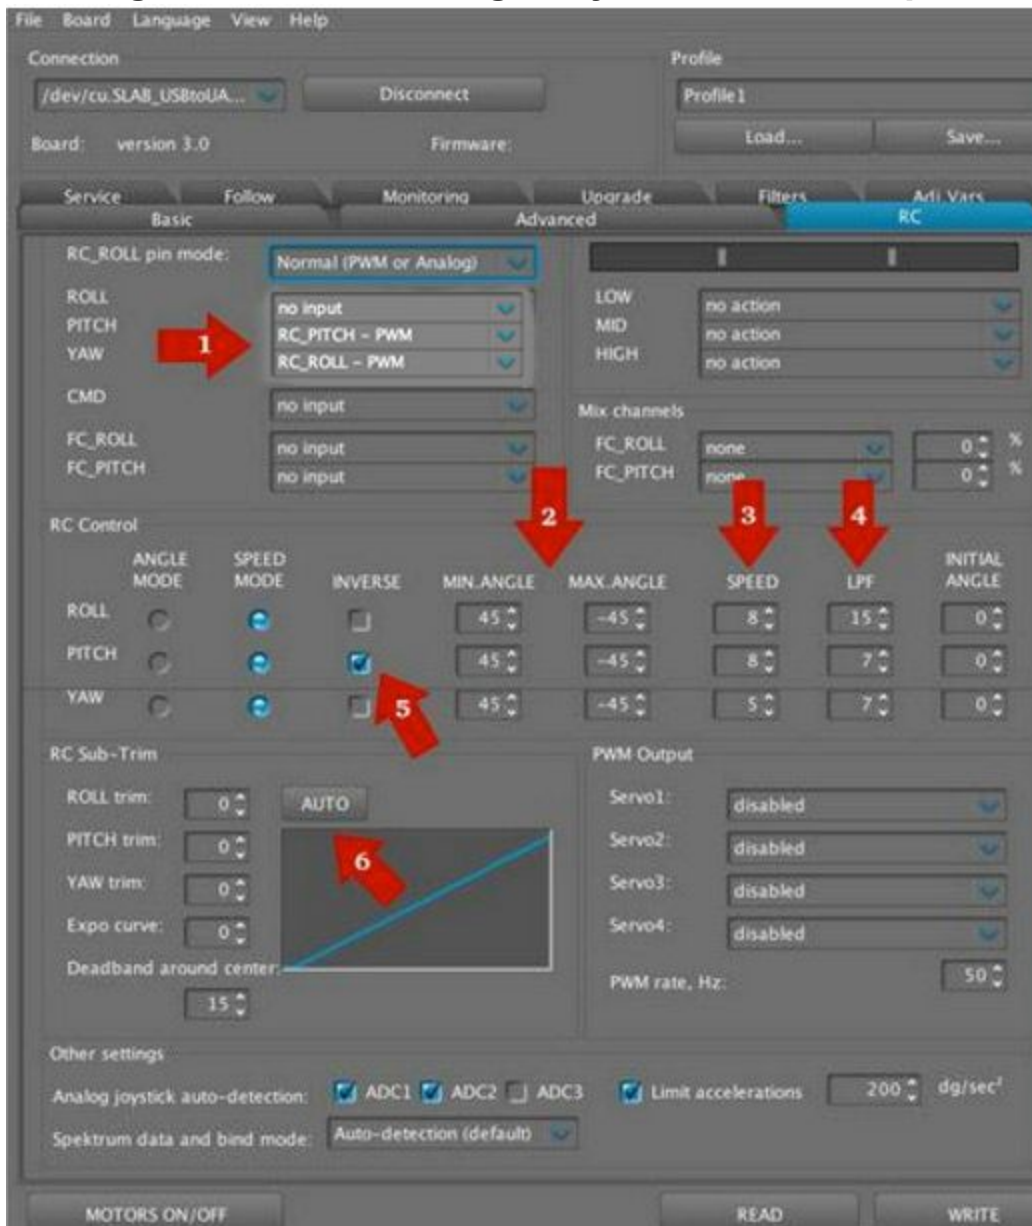 File Board Language View Help
Connection
Profile
/dev/cu.SLAB_USBtoUA... Disconnect
Profile1
Board: version 3.0 Firmware:
Load... Save...
Service Follow Monitoring Upgrade Filters Adj Vars
Basic Advanced RC
RC_ROLL pin mode: Normal (PWM or Analog)
ROLL no input
PITCH RC_PITCH - PWM
YAW RC_ROLL - PWM
1
CMD no input
FC_ROLL no input
FC_PITCH no input
LOW no action
MID no action
HIGH no action
Mix channels
FC_ROLL none 0 %
FC_PITCH none 0 %
2 3 4
RC Control
ANGLE MODE SPEED MODE INVERSE MIN.ANGLE MAX.ANGLE SPEED LPF INITIAL ANGLE
ROLL 45 -45 8 15 0
PITCH 45 -45 8 7 0
YAW 45 -45 5 7 0
5
RC Sub-Trim
ROLL trim: 0 AUTO
PITCH trim: 0
6
YAW trim: 0
Expo curve: 0
Deadband around center:
15
PWM Output
Servo1: disabled
Servo2: disabled
Servo3: disabled
Servo4: disabled
PWM rate, Hz: 50
Other settings
Analog joystick auto-detection: ADC1 ADC2 ADC3 Limit accelerations 200 dg/sec²
Spektrum data and bind mode: Auto-detection (default)
MOTORS ON/OFF READ WRITE